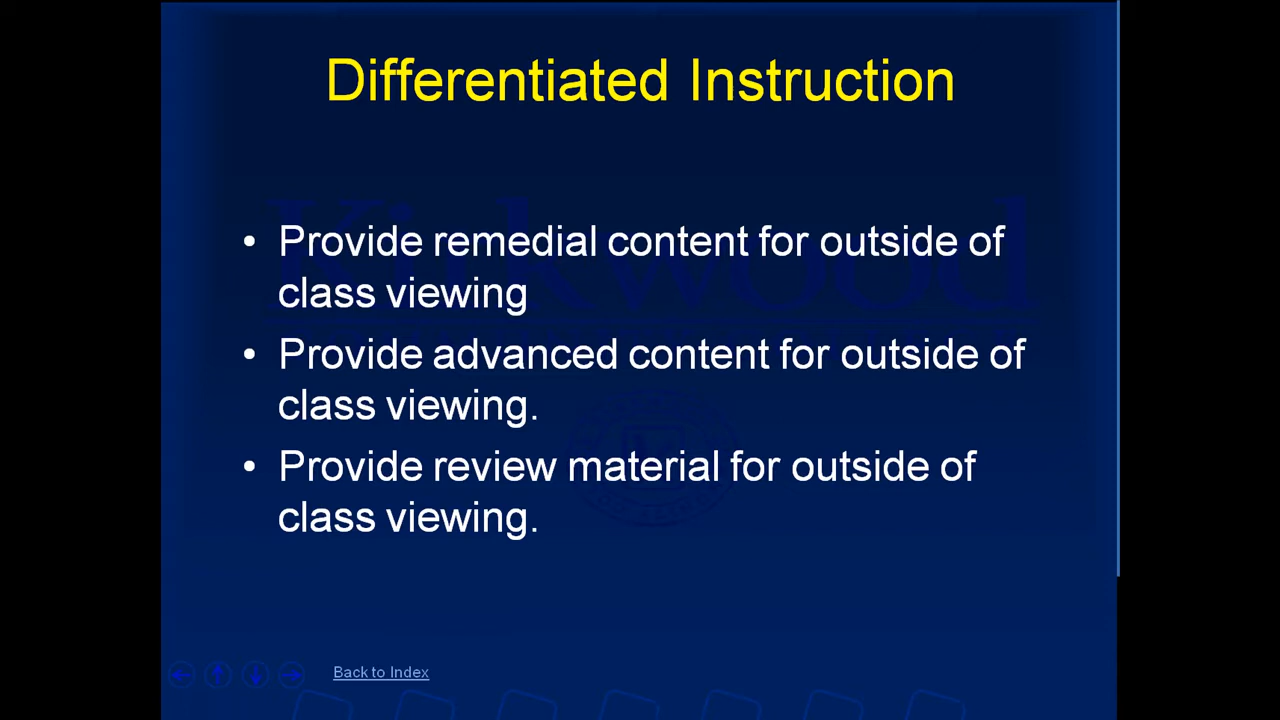 Differentiated Instruction
• Provide remedial content for outside of
class viewing
• Provide advanced content for outside of
class viewing.
• Provide review material for outside of
class viewing.
Kirkwood
Back to Index